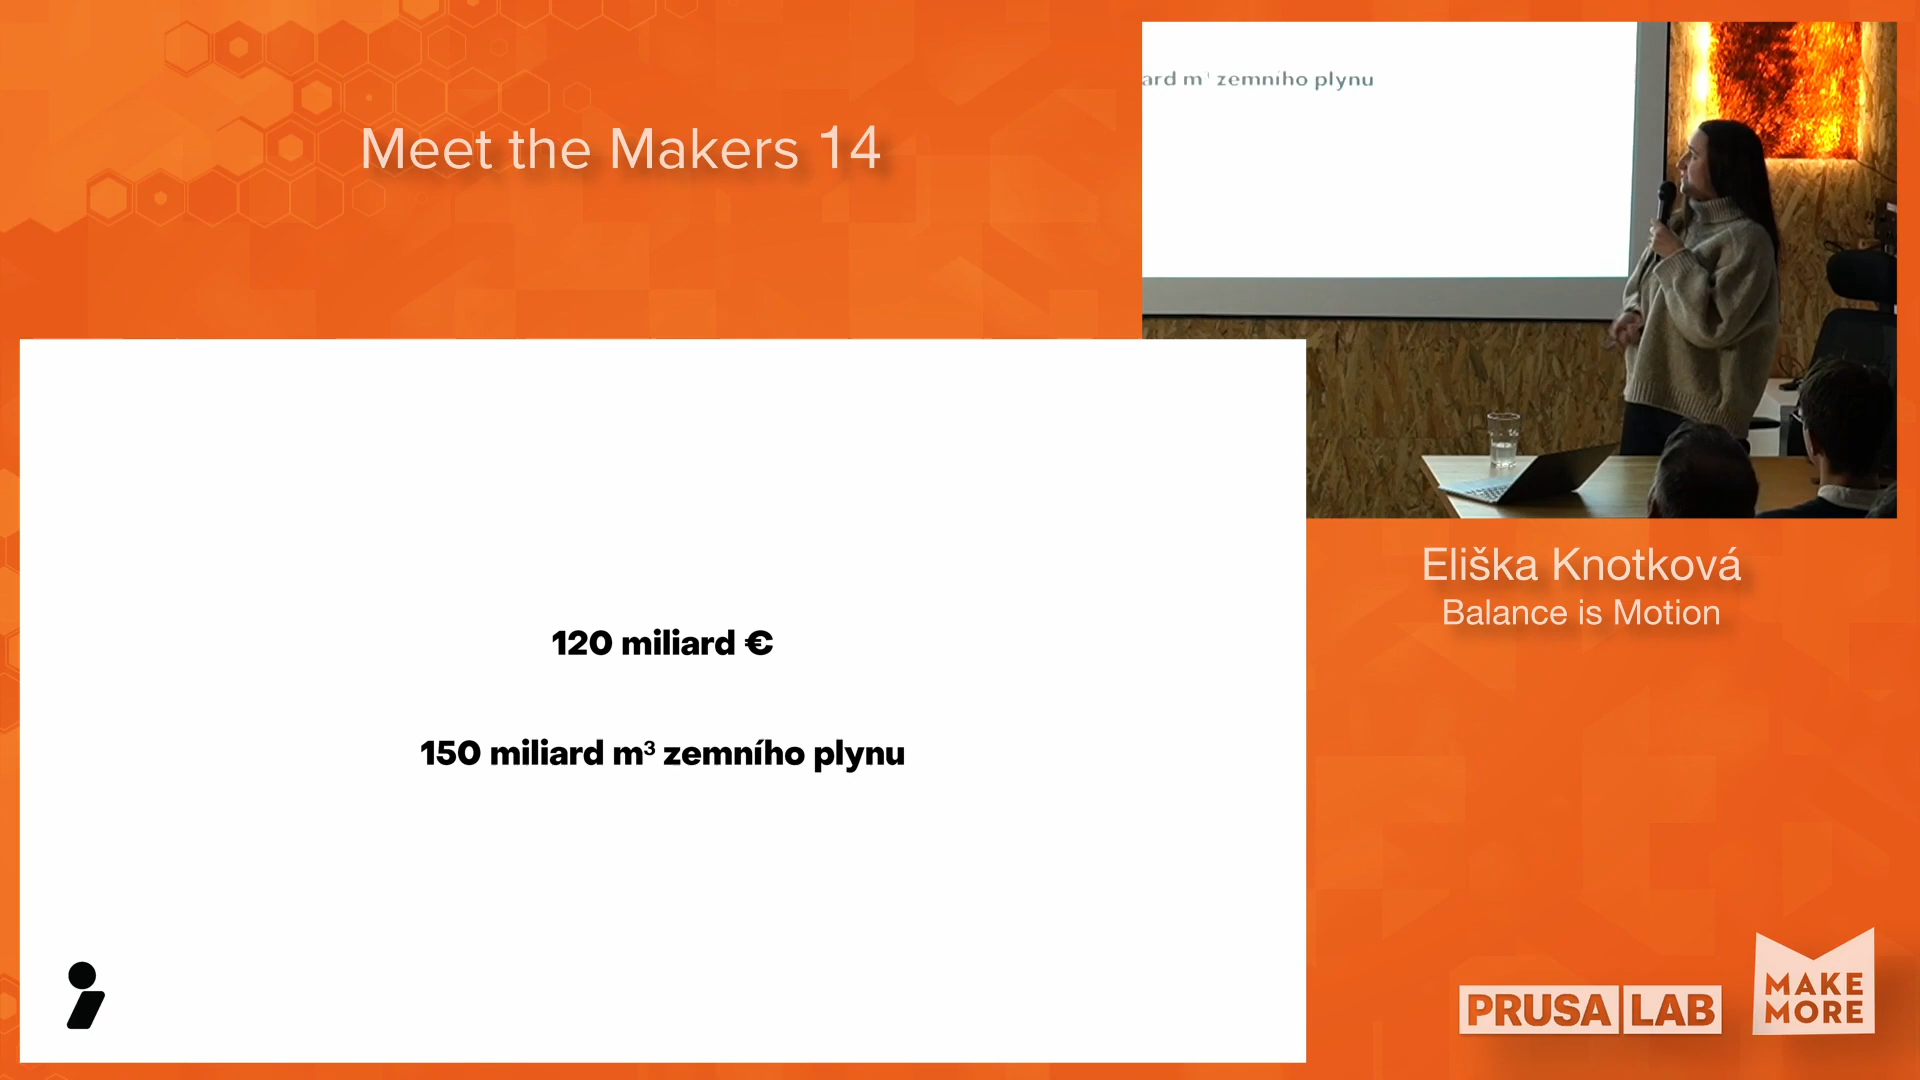 Meet the Makers 14
ard m³ zemního plynu
120 miliard €
150 miliard m³ zemního plynu
Eliška Knotková
Balance is Motion
PRUSA LAB
MAKE
MORE